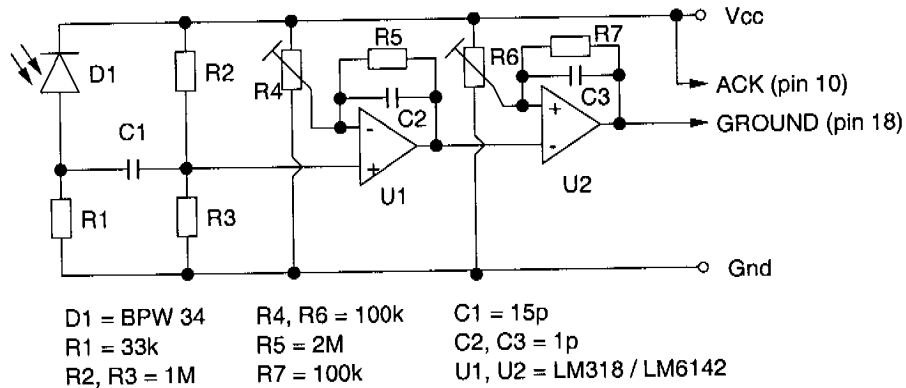 Vcc
R5
R7
D1
R2
R4
R6
ACK (pin 10)
C2
C3
GROUND (pin 18)
C1
-
+
+
-
U1
U2
R1
R3
Gnd
D1 = BPW 34 R4, R6 = 100k C1 = 15p
R1 = 33k R5 = 2M C2, C3 = 1p
R2, R3 = 1M R7 = 100k U1, U2 = LM318 / LM6142